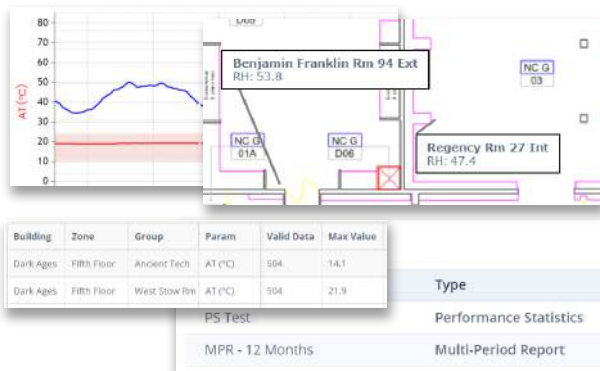 80
70
60
50
40
30
20
10
0
AT (°C)
Benjamin Franklin Rm 94 Ext
RH: 53.8
NC G
03
NC G
01A
NC G
D06
Regency Rm 27 Int
RH: 47.4
Building Zone Group Param Valid Data Max Value
Dark Ages Fifth Floor Ancient Tech AT (°C) 504 14.1
Dark Ages Fifth Floor West Stow Rm AT (°C) 504 21.9
Type
PS Test Performance Statistics
MPR - 12 Months Multi-Period Report